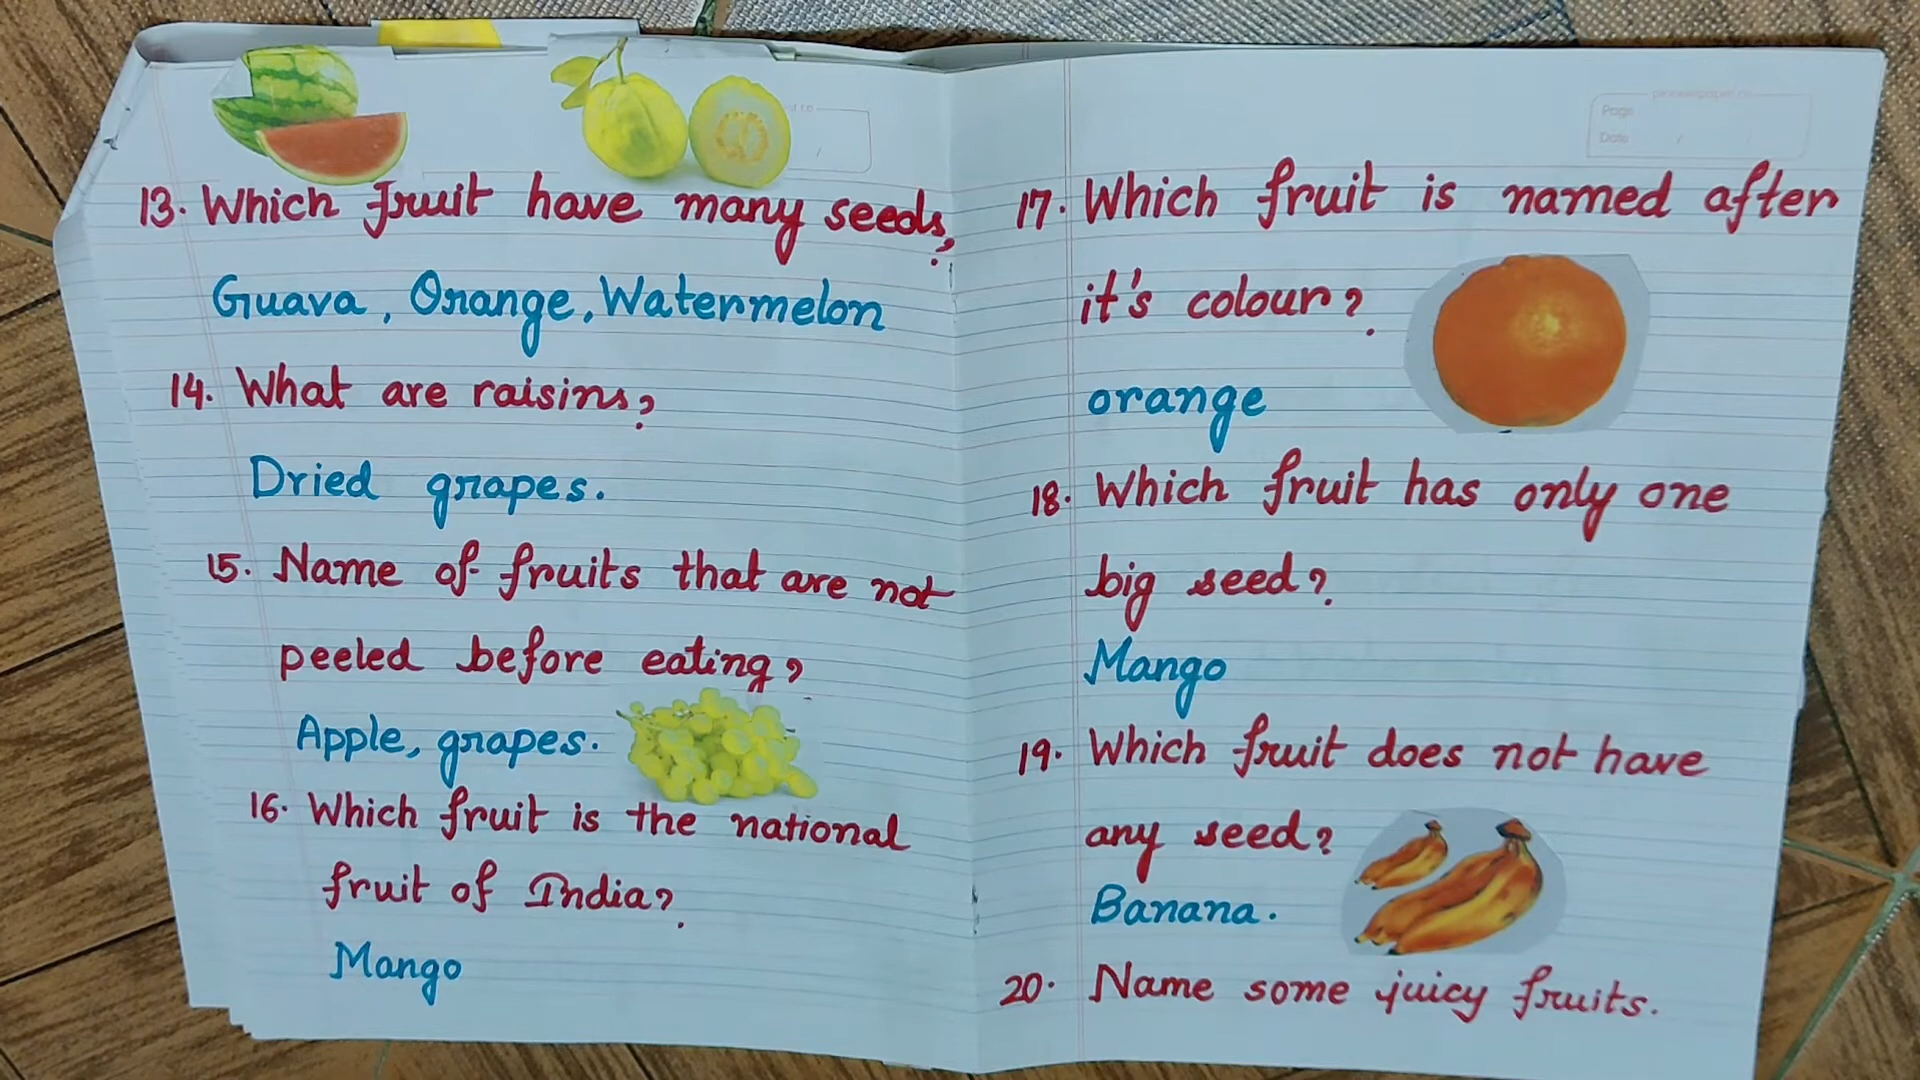 13. Which fruit have many seeds?
Guava, Orange, Watermelon
14. What are raisins?
Dried grapes.
15. Name of fruits that are not
peeled before eating?
Apple, grapes.
16. Which fruit is the national
fruit of India?
Mango
Page
Date / /
17. Which fruit is named after
it's colour?
orange
18. Which fruit has only one
big seed?
Mango
19. Which fruit does not have
any seed?
Banana.
20. Name some juicy fruits.